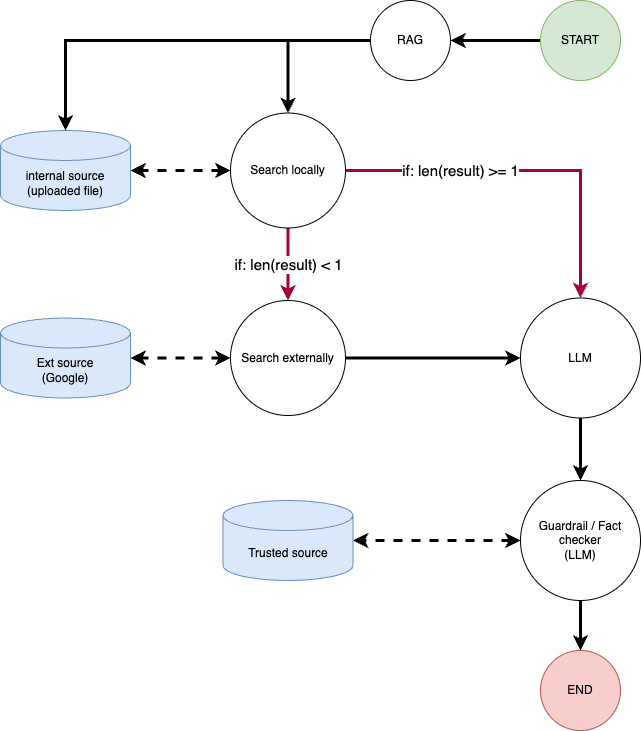 RAG
START
internal source
(uploaded file)
Search locally
if: len(result) >= 1
if: len(result) < 1
Ext source
(Google)
Search externally
LLM
Trusted source
Guardrail / Fact
checker
(LLM)
END